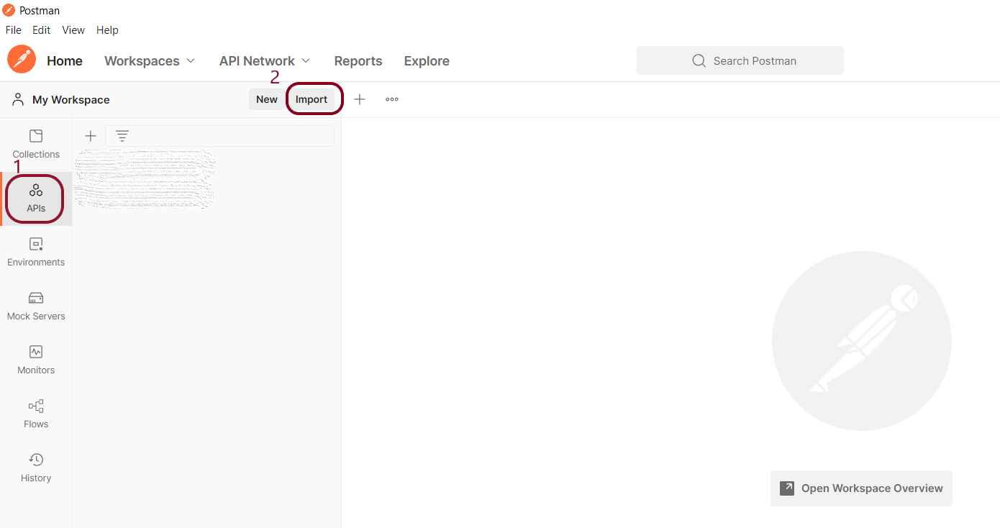 Postman
File Edit View Help
Home Workspaces API Network Reports Explore Search Postman
2
My Workspace New Import
Collections
1
APIs
Environments
Mock Servers
Monitors
Flows
History
Open Workspace Overview